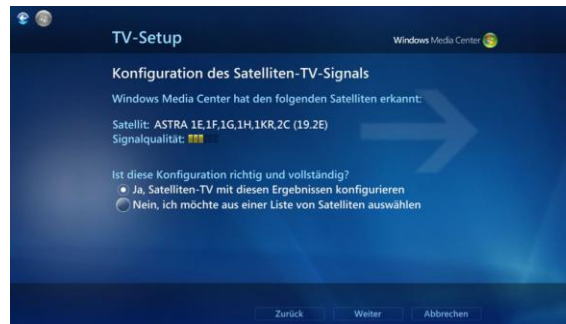 TV-Setup
Windows Media Center
Konfiguration des Satelliten-TV-Signals
Windows Media Center hat den folgenden Satelliten erkannt:
Satellit: ASTRA 1E,1F,1G,1H,1KR,2C (19.2E)
Signalqualität:
Ist diese Konfiguration richtig und vollständig?
Ja, Satelliten-TV mit diesen Ergebnissen konfigurieren
Nein, ich möchte aus einer Liste von Satelliten auswählen
Zurück Weiter Abbrechen